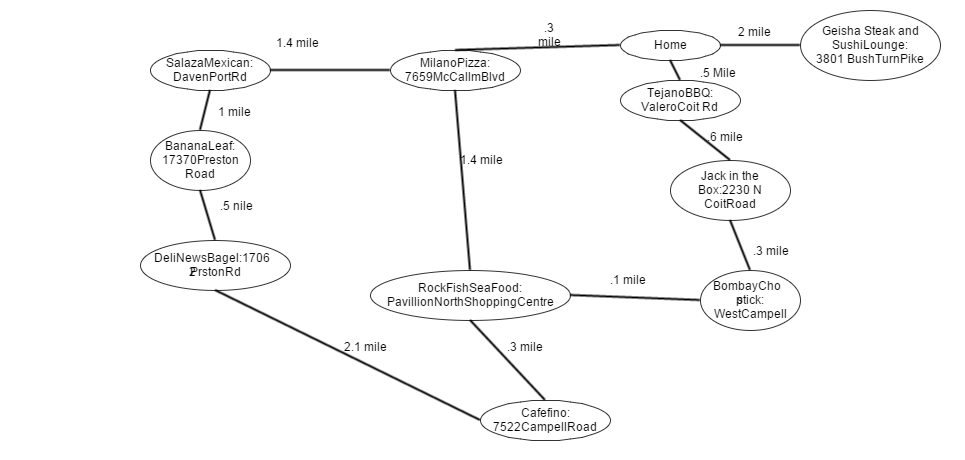 .3
mile
1.4 mile
Home
2 mile
Geisha Steak and
SushiLounge:
3801 BushTurnPike
SalazaMexican:
DavenPortRd
MilanoPizza:
7659McCallmBlvd
.5 Mile
TejanoBBQ:
ValeroCoit Rd
1 mile
.6 mile
BananaLeaf:
17370Preston
Road
1.4 mile
Jack in the
Box:2230 N
CoitRoad
.5 nile
.3 mile
DeliNewsBagel:1706
2PrstonRd
RockFishSeaFood:
PavillionNorthShoppingCentre
.1 mile
BombayCho
pstick:
WestCampell
2.1 mile
.3 mile
Cafefino:
7522CampellRoad